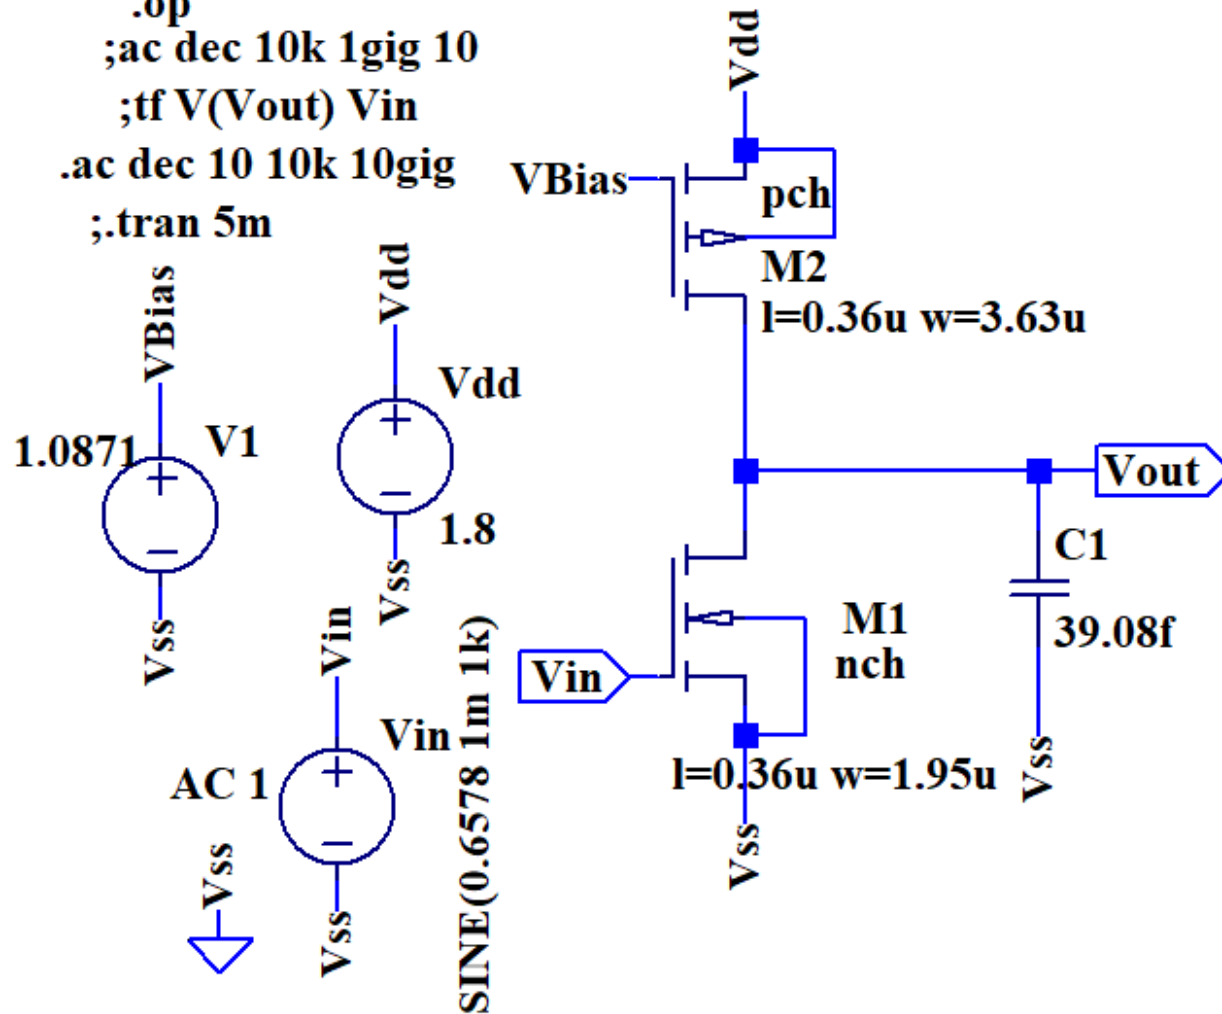 .op
;ac dec 10k 1gig 10
;tf V(Vout) Vin
.ac dec 10 10k 10gig
;.tran 5m
VBias
1.0871
V1
Vss
Vdd
Vdd
1.8
Vss
Vin
Vin
AC 1
Vss
SINE(0.6578 1m 1k)
Vss
Vdd
VBias
pch
M2
l=0.36u w=3.63u
Vout
C1
39.08f
Vss
M1
nch
Vin
l=0.36u w=1.95u
Vss